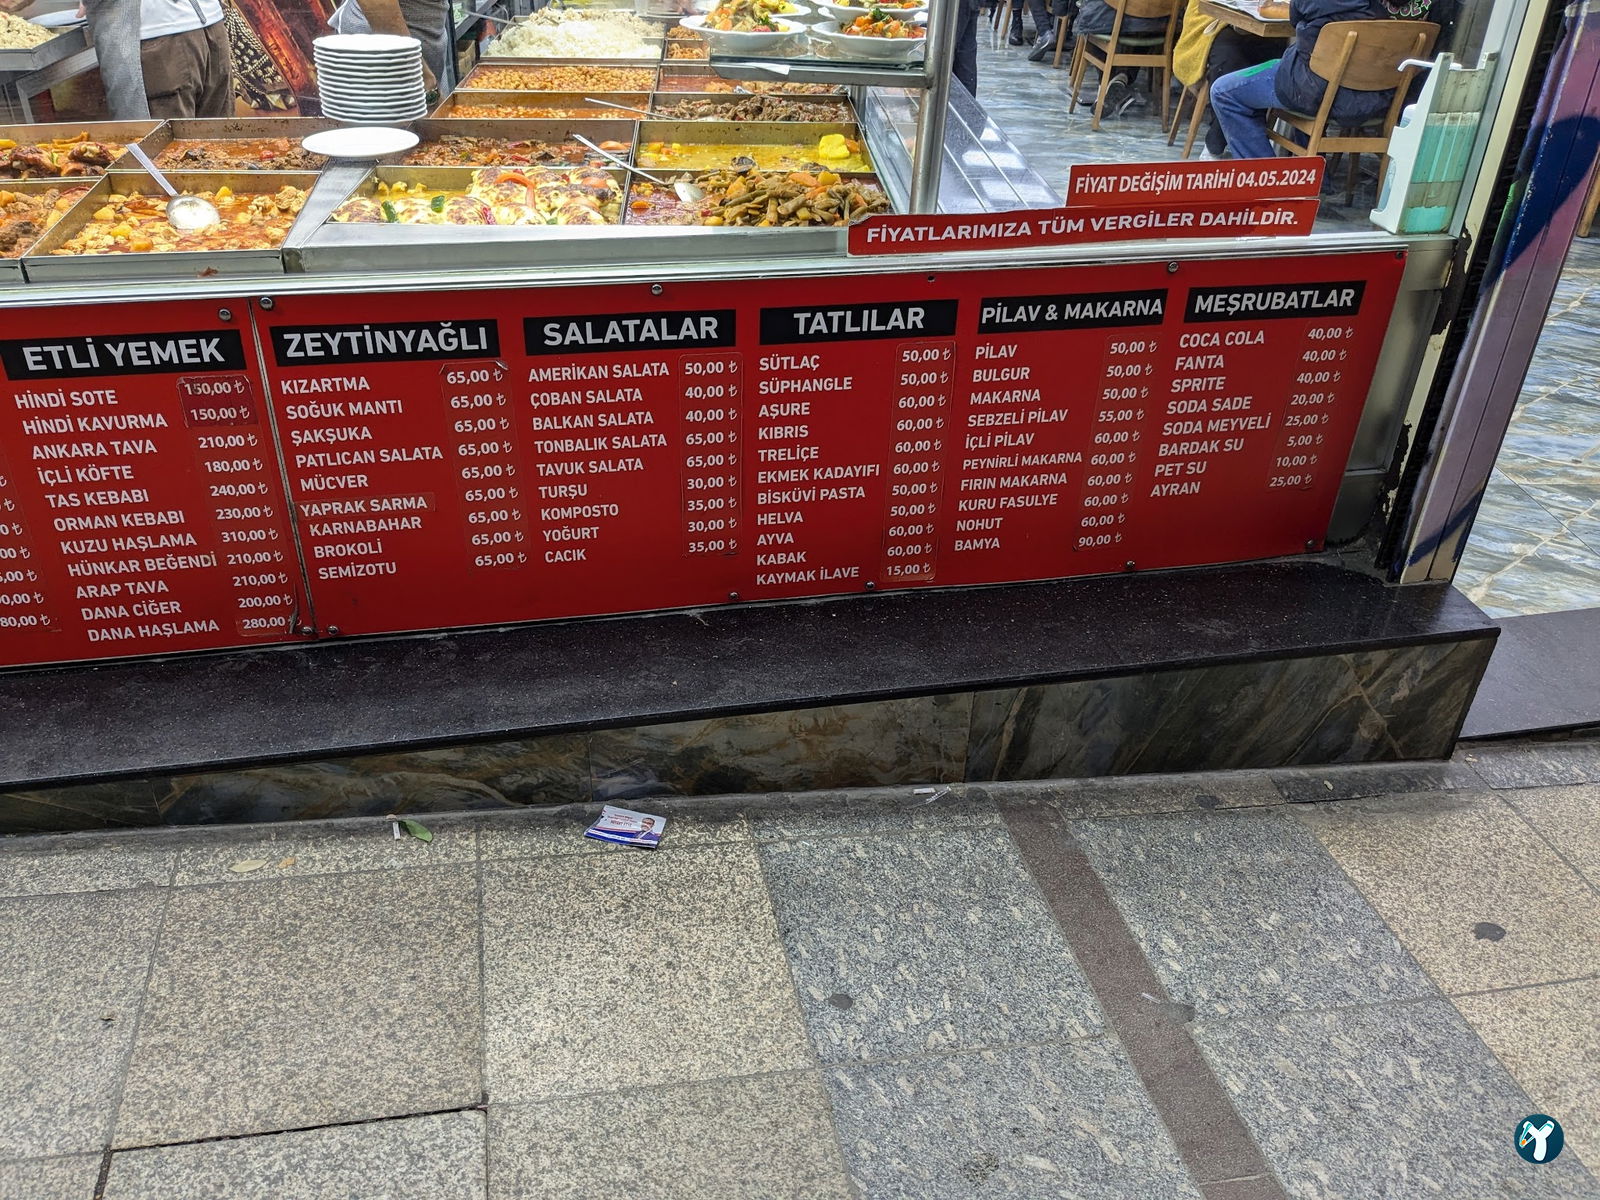 FİYAT DEĞİŞİM TARİHİ 04.05.2024
FİYATLARIMIZA TÜM VERGİLER DAHİLDİR.
ETLİ YEMEK
HİNDİ SOTE 150,00 ₺
HİNDİ KAVURMA 150,00 ₺
ANKARA TAVA 210,00 ₺
İÇLİ KÖFTE 180,00 ₺
TAS KEBABI 240,00 ₺
ORMAN KEBABI 230,00 ₺
KUZU HAŞLAMA 310,00 ₺
HÜNKAR BEĞENDİ 210,00 ₺
ARAP TAVA 210,00 ₺
DANA CİĞER 200,00 ₺
DANA HAŞLAMA 280,00
ZEYTİNYAĞLI
KIZARTMA 65,00 ₺
SOĞUK MANTI 65,00 ₺
ŞAKŞUKA 65,00 ₺
PATLICAN SALATA 65,00 ₺
MÜCVER 65,00 ₺
YAPRAK SARMA 65,00 ₺
KARNABAHAR 65,00 ₺
BROKOLİ 65,00 ₺
SEMİZOTU 65,00 ₺
SALATALAR
AMERİKAN SALATA 50,00 ₺
ÇOBAN SALATA 40,00 ₺
BALKAN SALATA 40,00 ₺
TONBALIK SALATA 65,00 ₺
TAVUK SALATA 65,00 ₺
TURŞU 30,00 ₺
KOMPOSTO 35,00 ₺
YOĞURT 30,00 ₺
CACIK 35,00 ₺
TATLILAR
SÜTLAÇ 50,00 ₺
SÜPHANGLE 50,00 ₺
AŞURE 60,00 ₺
KIBRIS 60,00 ₺
TRELİÇE 60,00 ₺
EKMEK KADAYIFI 60,00 ₺
BİSKÜVİ PASTA 50,00 ₺
HELVA 50,00 ₺
AYVA 60,00 ₺
KABAK 60,00 ₺
KAYMAK İLAVE 15,00 ₺
PİLAV & MAKARNA
PİLAV 50,00 ₺
BULGUR 50,00 ₺
MAKARNA 50,00 ₺
SEBZELİ PİLAV 55,00 ₺
İÇLİ PİLAV 60,00 ₺
PEYNİRLİ MAKARNA 60,00 ₺
FIRIN MAKARNA 60,00 ₺
KURU FASULYE 60,00 ₺
NOHUT 60,00 ₺
BAMYA 90,00 ₺
MEŞRUBATLAR
COCA COLA 40,00 ₺
FANTA 40,00 ₺
SPRITE 40,00 ₺
SODA SADE 20,00 ₺
SODA MEYVELİ 25,00 ₺
BARDAK SU 5,00 ₺
PET SU 10,00 ₺
AYRAN 25,00 ₺